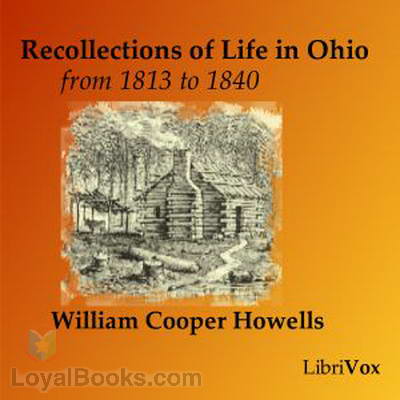 Recollections of Life in Ohio
from 1813 to 1840
William Cooper Howells
LibriVox
LoyalBooks.com